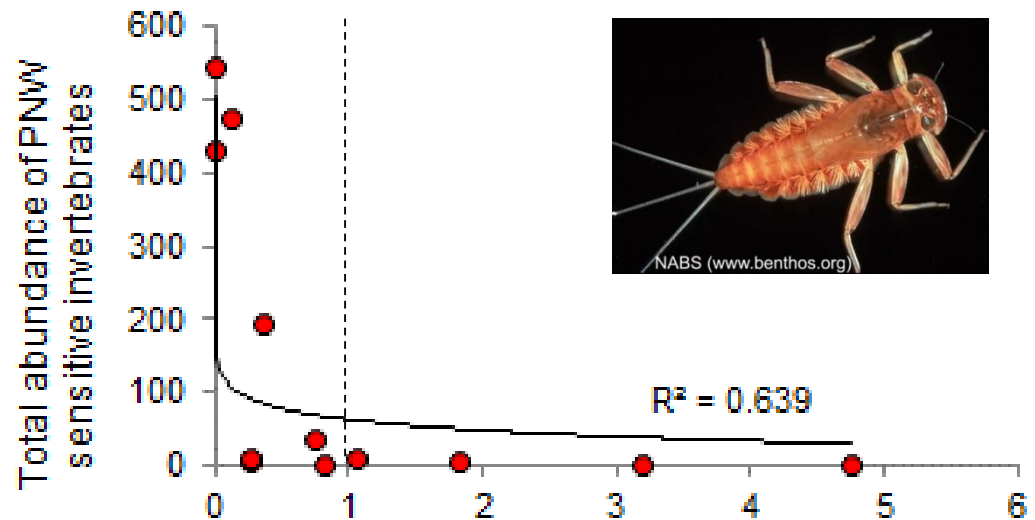 600
500
400
300
200
100
0
Total abundance of PNW
sensitive invertebrates
NABS (www.benthos.org)
R² = 0.639
0 1 2 3 4 5 6